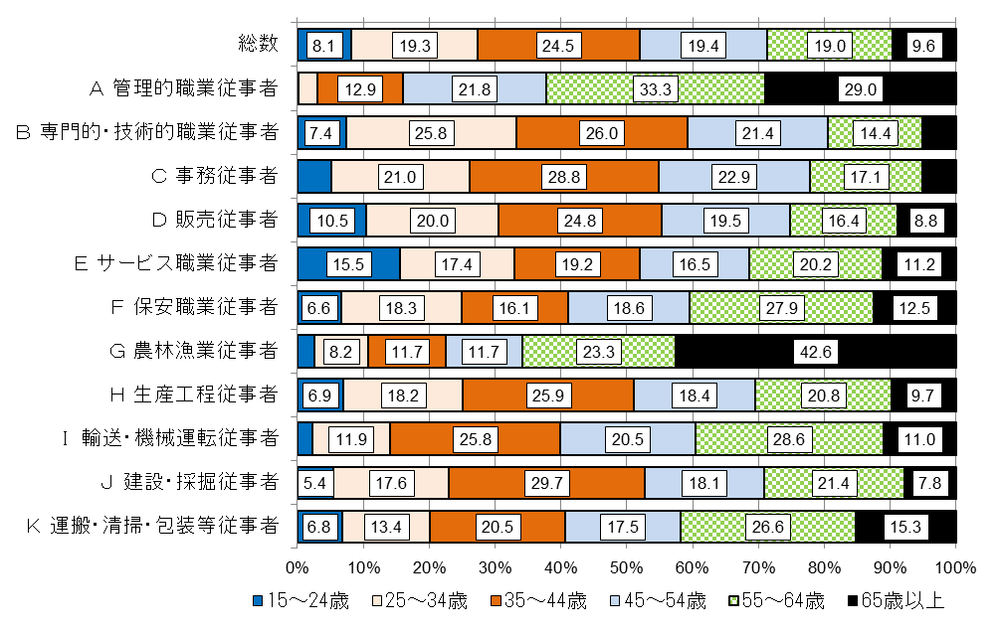 総数 8.1 19.3 24.5 19.4 19.0 9.6
A 管理的職業従事者 12.9 21.8 33.3 29.0
B 専門的・技術的職業従事者 7.4 25.8 26.0 21.4 14.4
C 事務従事者 21.0 28.8 22.9 17.1
D 販売従事者 10.5 20.0 24.8 19.5 16.4 8.8
E サービス職業従事者 15.5 17.4 19.2 16.5 20.2 11.2
F 保安職業従事者 6.6 18.3 16.1 18.6 27.9 12.5
G 農林漁業従事者 8.2 11.7 11.7 23.3 42.6
H 生産工程従事者 6.9 18.2 25.9 18.4 20.8 9.7
I 輸送・機械運転従事者 11.9 25.8 20.5 28.6 11.0
J 建設・採掘従事者 5.4 17.6 29.7 18.1 21.4 7.8
K 運搬・清掃・包装等従事者 6.8 13.4 20.5 17.5 26.6 15.3
0% 10% 20% 30% 40% 50% 60% 70% 80% 90% 100%
15～24歳 25～34歳 35～44歳 45～54歳 55～64歳 65歳以上